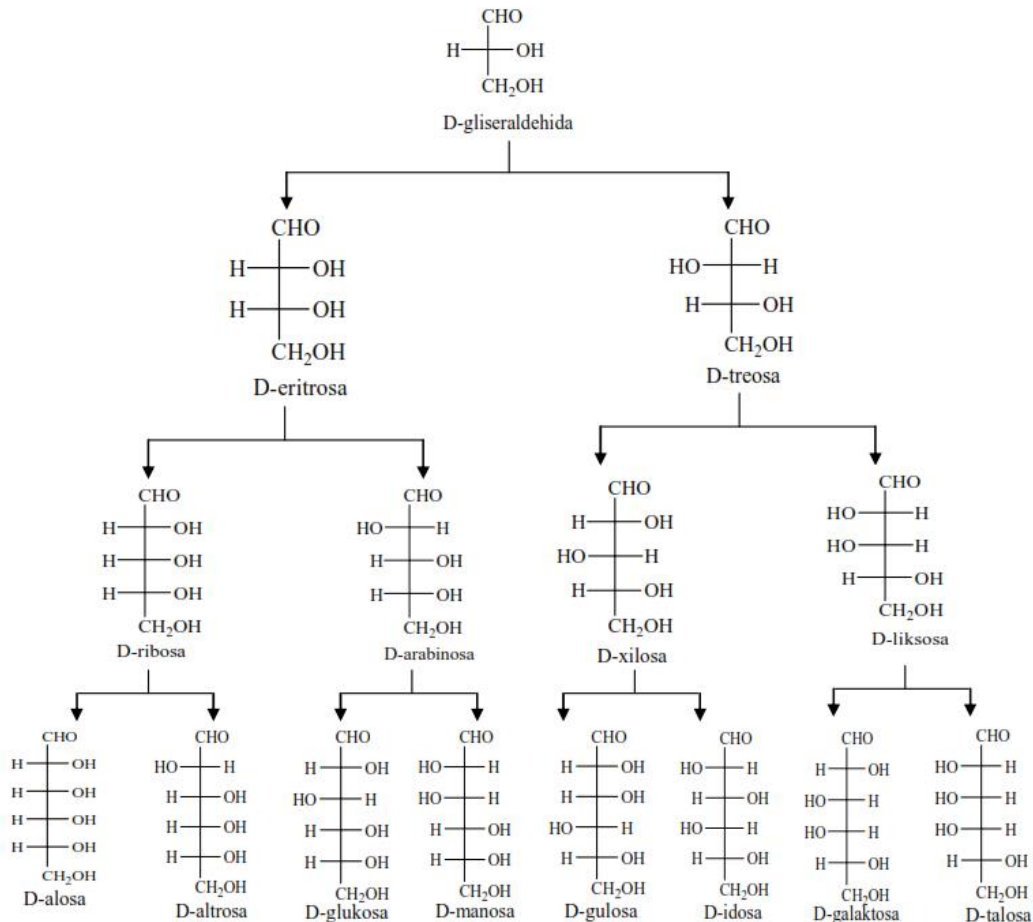 CHO
H OH
CH₂OH
D-gliseraldehida
CHO
H OH
H OH
CH₂OH
D-eritrosa
CHO
HO H
H OH
CH₂OH
D-treosa
CHO
H OH
H OH
H OH
CH₂OH
D-ribosa
CHO
HO H
H OH
H OH
CH₂OH
D-arabinosa
CHO
H OH
HO H
H OH
CH₂OH
D-xilosa
CHO
HO H
HO H
H OH
CH₂OH
D-liksosa
CHO
H OH
H OH
H OH
H OH
CH₂OH
D-alosa
CHO
HO H
H OH
H OH
H OH
CH₂OH
D-altrosa
CHO
H OH
HO H
H OH
H OH
CH₂OH
D-glukosa
CHO
HO H
HO H
H OH
H OH
CH₂OH
D-manosa
CHO
H OH
H OH
HO H
H OH
CH₂OH
D-gulosa
CHO
HO H
H OH
HO H
H OH
CH₂OH
D-idosa
CHO
H OH
HO H
HO H
H OH
CH₂OH
D-galaktosa
CHO
HO H
HO H
HO H
H OH
CH₂OH
D-talosa